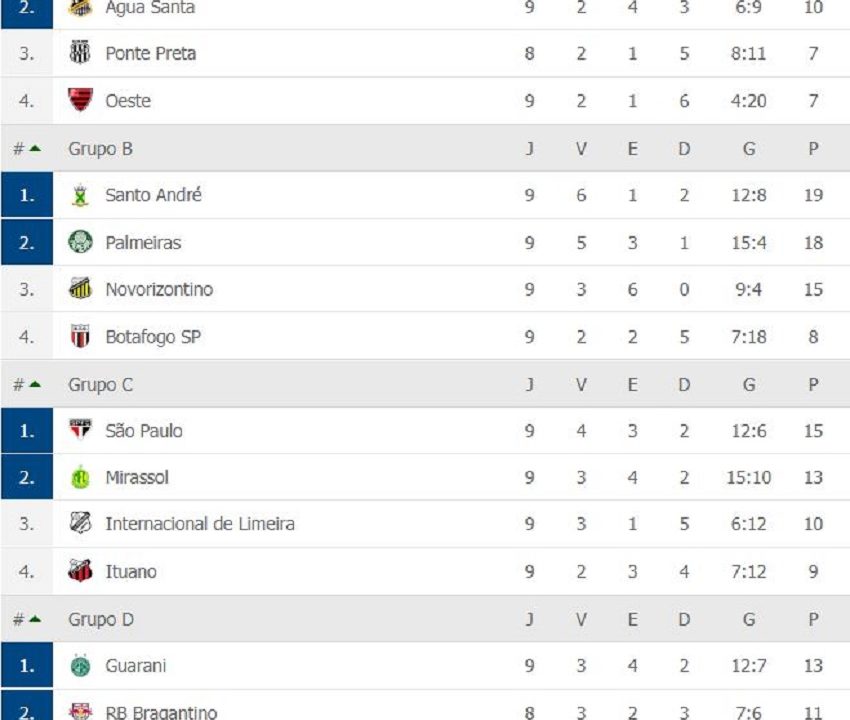 2. Água Santa 9 2 4 3 6:9 10
3. Ponte Preta 8 2 1 5 8:11 7
4. Oeste 9 2 1 6 4:20 7
# Grupo B J V E D G P
1. Santo André 9 6 1 2 12:8 19
2. Palmeiras 9 5 3 1 15:4 18
3. Novorizontino 9 3 6 0 9:4 15
4. Botafogo SP 9 2 2 5 7:18 8
# Grupo C J V E D G P
1. São Paulo 9 4 3 2 12:6 15
2. Mirassol 9 3 4 2 15:10 13
3. Internacional de Limeira 9 3 1 5 6:12 10
4. Ituano 9 2 3 4 7:12 9
# Grupo D J V E D G P
1. Guarani 9 3 4 2 12:7 13
2. RB Bragantino 8 3 2 3 7:6 11